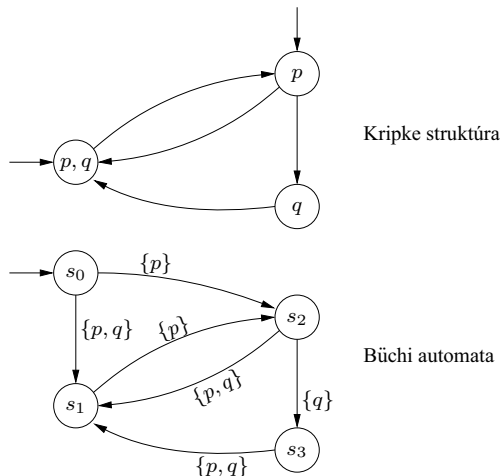 p
Kripke struktúra
p, q
q
s₀
{p}
s₂
{p, q}
{p}
Büchi automata
{p, q}
{q}
s₁
s₃
{p, q}